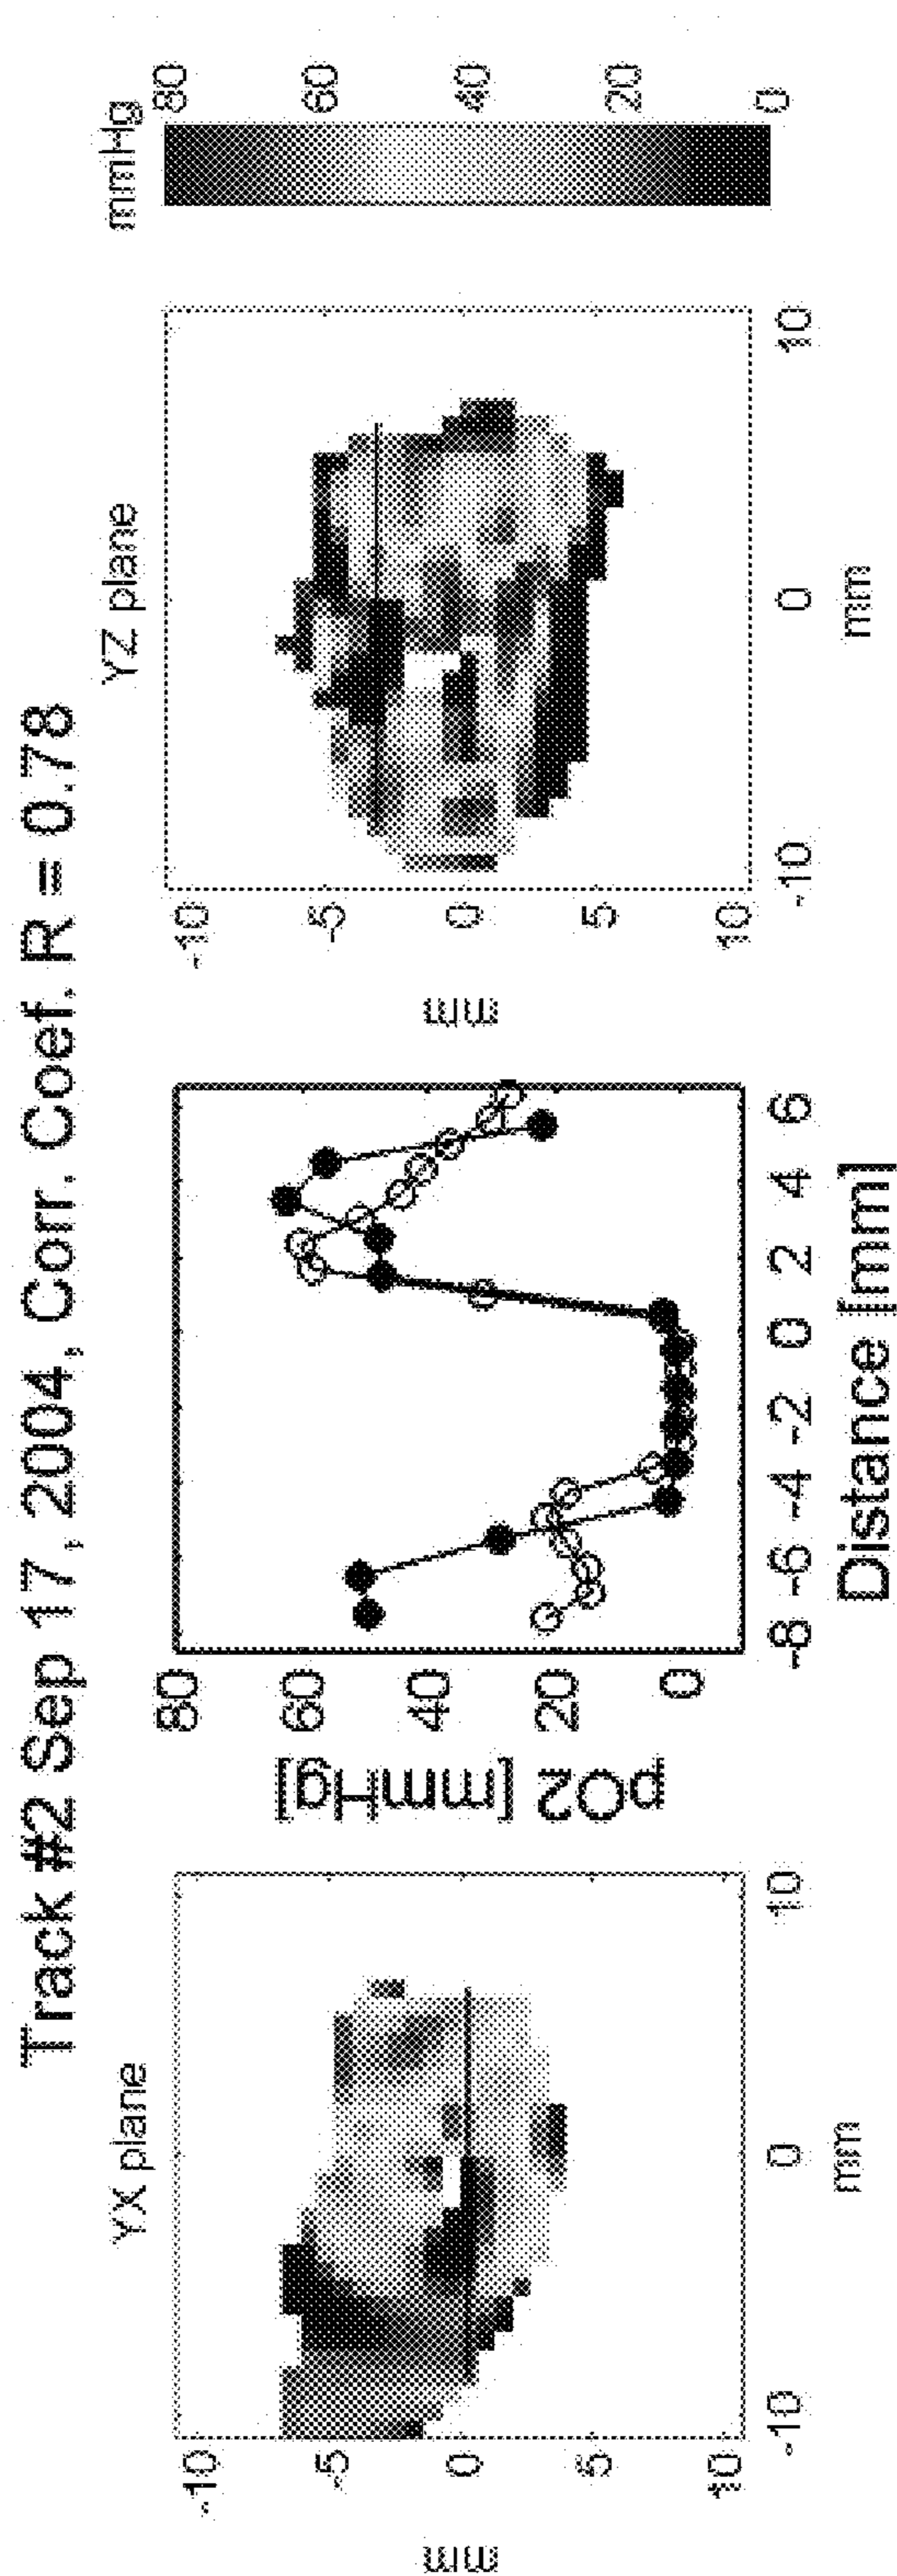 Track #2 Sep 17, 2004, Corr. Coef. R = 0.78
YX plane
-10
-5
0
5
10
mm
-10
0
10
mm
80
60
40
20
0
pO2 [mmHg]
-8 -6 -4 -2 0 2 4 6
Distance [mm]
YZ plane
-10
-5
0
5
10
mm
-10
0
10
mm
mmHg
80
60
40
20
0